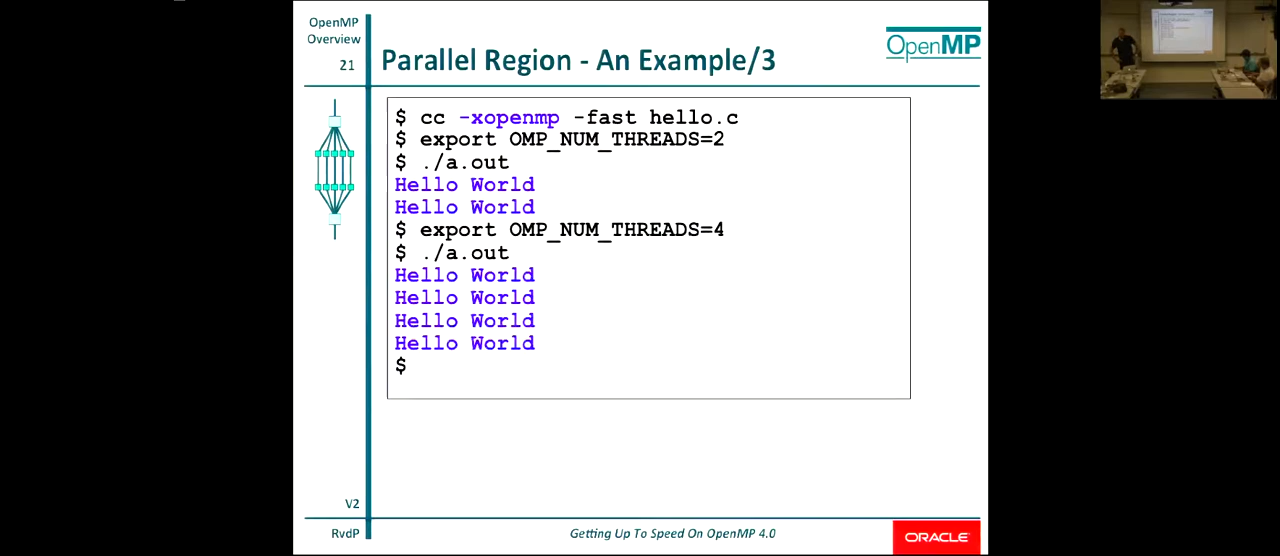 OpenMP
Overview
21
Parallel Region - An Example/3
OpenMP
$ cc -xopenmp -fast hello.c
$ export OMP_NUM_THREADS=2
$ ./a.out
Hello World
Hello World
$ export OMP_NUM_THREADS=4
$ ./a.out
Hello World
Hello World
Hello World
Hello World
$
V2
RvdP
Getting Up To Speed On OpenMP 4.0
ORACLE